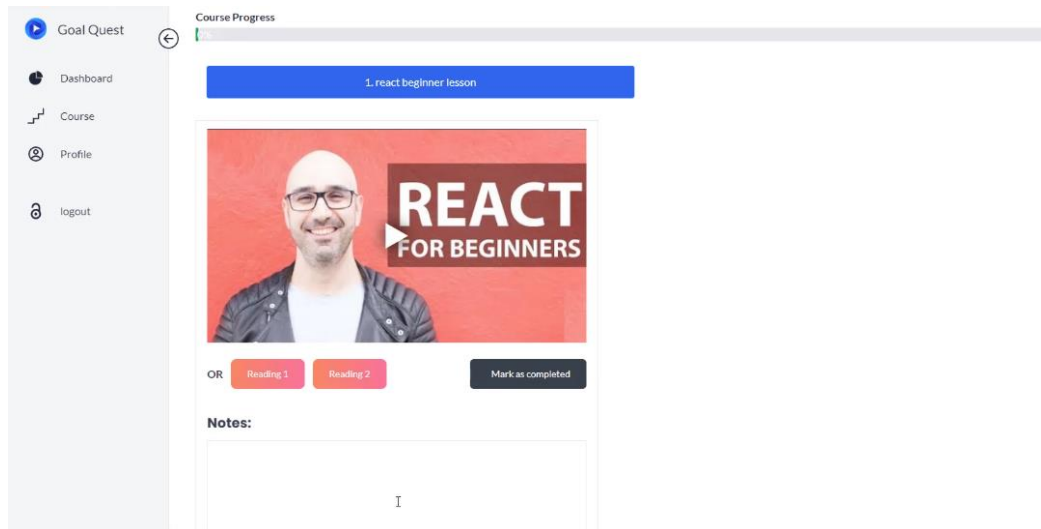 Goal Quest
Dashboard
Course
Profile
logout
Course Progress
0%
1. react beginner lesson
REACT
FOR BEGINNERS
OR Reading 1 Reading 2 Mark as completed
Notes: